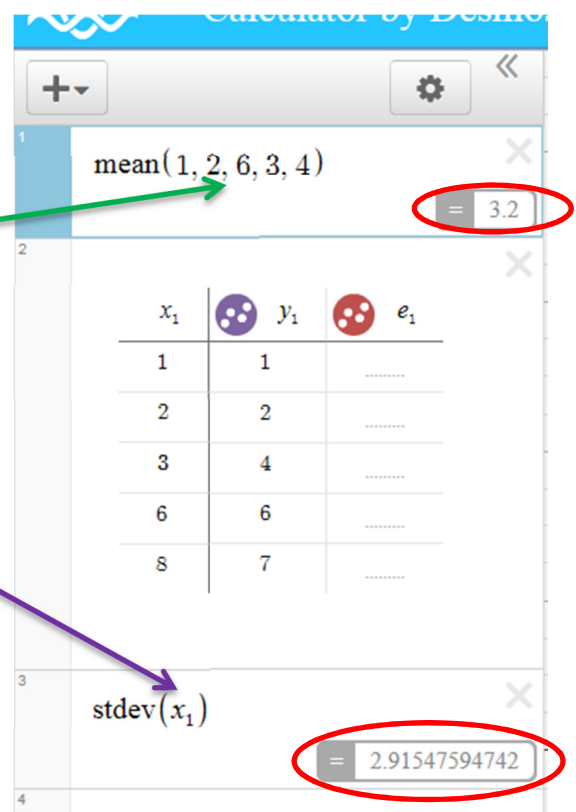 Calculator by Desmos
+
«
1
mean(1, 2, 6, 3, 4)
= 3.2
2
x₁ y₁ e₁
1 1 .........
2 2 .........
3 4 .........
6 6 .........
8 7 .........
3
stdev(x₁)
= 2.91547594742
4